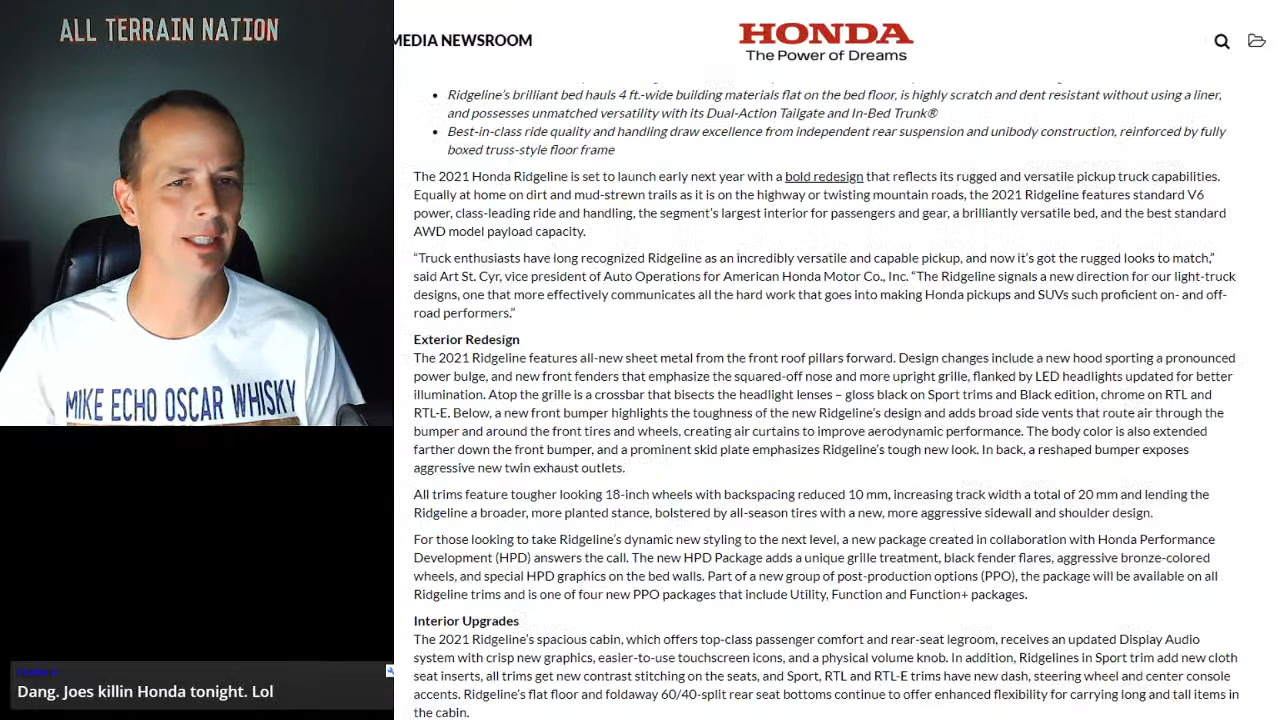 ALL TERRAIN NATION
MIKE ECHO OSCAR WHISKY
Dang. Joes killin Honda tonight. Lol
MEDIA NEWSROOM
HONDA
The Power of Dreams
• Ridgeline's brilliant bed hauls 4 ft.-wide building materials flat on the bed floor, is highly scratch and dent resistant without using a liner,
and possesses unmatched versatility with its Dual-Action Tailgate and In-Bed Trunk®
• Best-in-class ride quality and handling draw excellence from independent rear suspension and unibody construction, reinforced by fully
boxed truss-style floor frame
The 2021 Honda Ridgeline is set to launch early next year with a bold redesign that reflects its rugged and versatile pickup truck capabilities.
Equally at home on dirt and mud-strewn trails as it is on the highway or twisting mountain roads, the 2021 Ridgeline features standard V6
power, class-leading ride and handling, the segment's largest interior for passengers and gear, a brilliantly versatile bed, and the best standard
AWD model payload capacity.
“Truck enthusiasts have long recognized Ridgeline as an incredibly versatile and capable pickup, and now it's got the rugged looks to match,”
said Art St. Cyr, vice president of Auto Operations for American Honda Motor Co., Inc. “The Ridgeline signals a new direction for our light-truck
designs, one that more effectively communicates all the hard work that goes into making Honda pickups and SUVs such proficient on- and off-
road performers.”
Exterior Redesign
The 2021 Ridgeline features all-new sheet metal from the front roof pillars forward. Design changes include a new hood sporting a pronounced
power bulge, and new front fenders that emphasize the squared-off nose and more upright grille, flanked by LED headlights updated for better
illumination. Atop the grille is a crossbar that bisects the headlight lenses – gloss black on Sport trims and Black edition, chrome on RTL and
RTL-E. Below, a new front bumper highlights the toughness of the new Ridgeline's design and adds broad side vents that route air through the
bumper and around the front tires and wheels, creating air curtains to improve aerodynamic performance. The body color is also extended
farther down the front bumper, and a prominent skid plate emphasizes Ridgeline's tough new look. In back, a reshaped bumper exposes
aggressive new twin exhaust outlets.
All trims feature tougher looking 18-inch wheels with backspacing reduced 10 mm, increasing track width a total of 20 mm and lending the
Ridgeline a broader, more planted stance, bolstered by all-season tires with a new, more aggressive sidewall and shoulder design.
For those looking to take Ridgeline's dynamic new styling to the next level, a new package created in collaboration with Honda Performance
Development (HPD) answers the call. The new HPD Package adds a unique grille treatment, black fender flares, aggressive bronze-colored
wheels, and special HPD graphics on the bed walls. Part of a new group of post-production options (PPO), the package will be available on all
Ridgeline trims and is one of four new PPO packages that include Utility, Function and Function+ packages.
Interior Upgrades
The 2021 Ridgeline's spacious cabin, which offers top-class passenger comfort and rear-seat legroom, receives an updated Display Audio
system with crisp new graphics, easier-to-use touchscreen icons, and a physical volume knob. In addition, Ridgelines in Sport trim add new cloth
seat inserts, all trims get new contrast stitching on the seats, and Sport, RTL and RTL-E trims have new dash, steering wheel and center console
accents. Ridgeline's flat floor and foldaway 60/40-split rear seat bottoms continue to offer enhanced flexibility for carrying long and tall items in
the cabin.